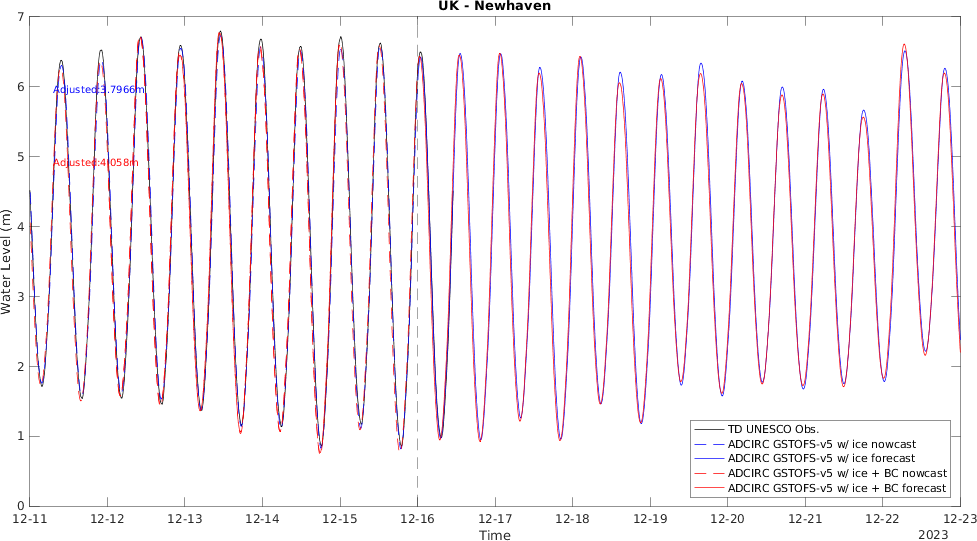 UK - Newhaven
7
6
5
4
3
2
1
0
Water Level (m)
Adjusted:3.7966m
Adjusted:4.058m
TD UNESCO Obs.
ADCIRC GSTOFS-v5 w/ ice nowcast
ADCIRC GSTOFS-v5 w/ ice forecast
ADCIRC GSTOFS-v5 w/ ice + BC nowcast
ADCIRC GSTOFS-v5 w/ ice + BC forecast
12-11 12-12 12-13 12-14 12-15 12-16 12-17 12-18 12-19 12-20 12-21 12-22 12-23
Time
2023